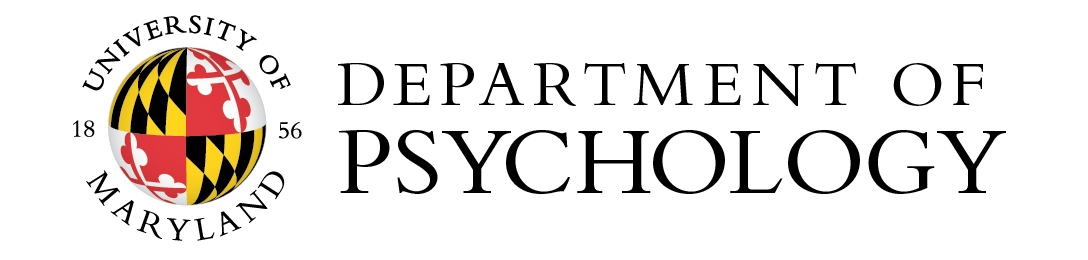 UNIVERSITY OF
18 56
MARYLAND
DEPARTMENT OF
PSYCHOLOGY